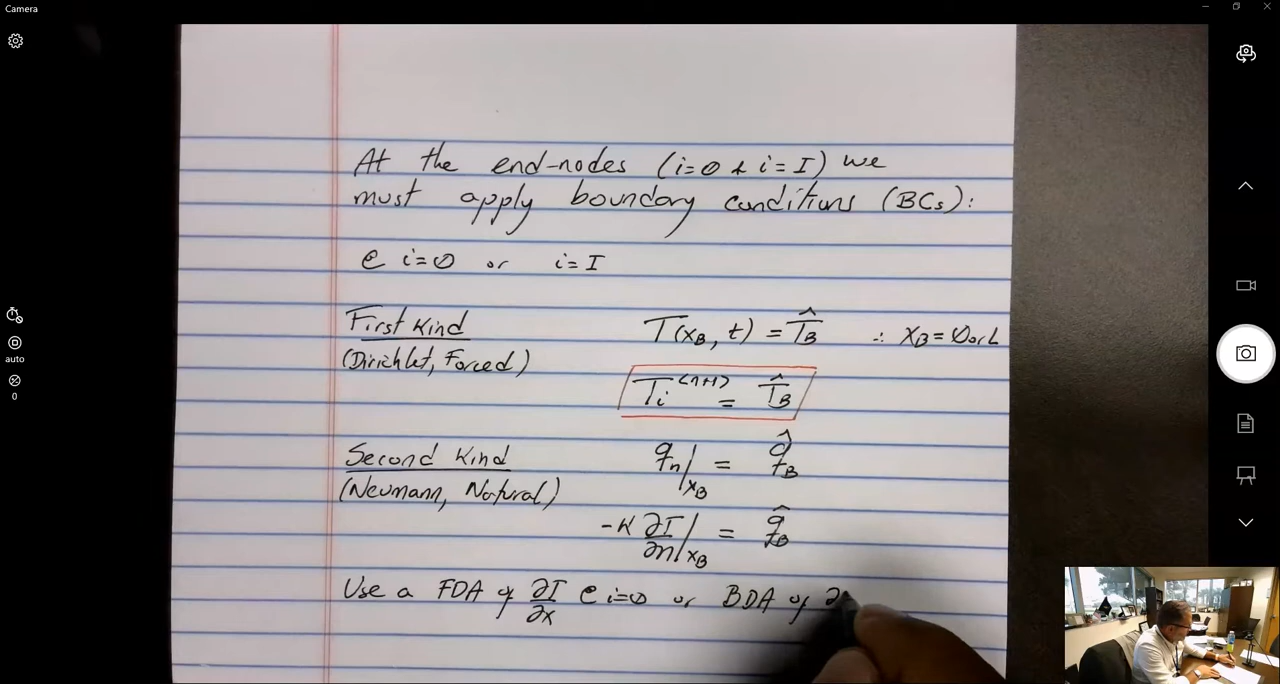 Camera
At the end-nodes (i=0 & i=I) we
must apply boundary conditions (BCs):
@ i=0 or i=I
First Kind
(Dirichlet, Forced)
T(x_B, t) = T̂_B ∴ x_B = 0 or L
T_i^<n+1> = T̂_B
Second Kind
(Neumann, Natural)
q_n|_x_B = q̂_B
-K ∂T/∂n|_x_B = q̂_B
Use a FDA of ∂T/∂x @ i=0 or BDA of ∂
auto
0